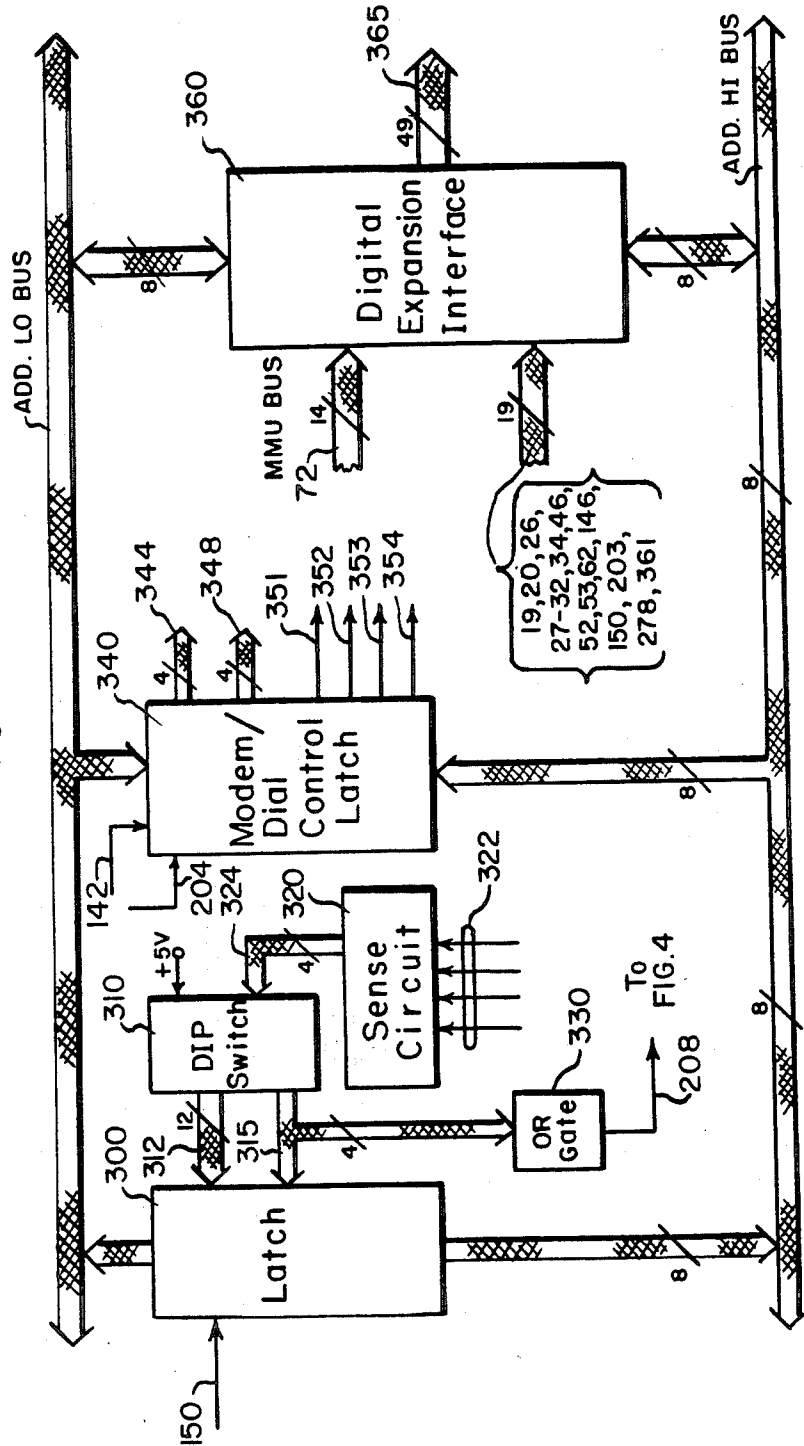 ADD. LO BUS
360
365
49
Digital
Expansion
Interface
8
8
MMU BUS
14
72
19
19, 20, 26,
27-32, 34, 46,
52, 53, 62, 146,
150, 203,
278, 361
ADD. HI BUS
8
340
344
4
348
4
351
352
353
354
Modem/
Dial
Control
Latch
142
204
8
324
320
4
Sense
Circuit
322
310
+5V
DIP
Switch
12
312
315
4
330
OR
Gate
To
FIG. 4
208
300
Latch
150
8
8